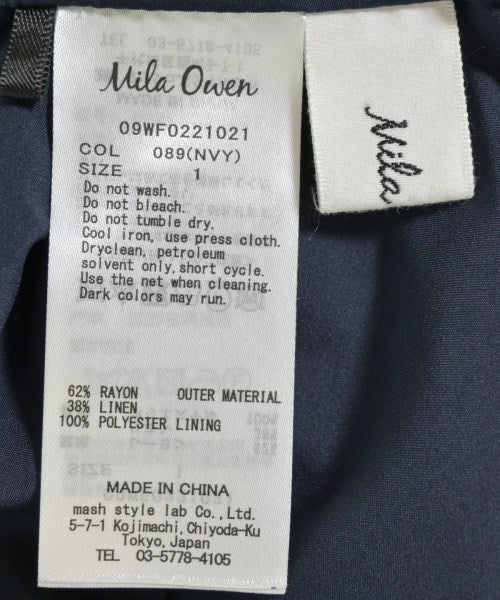 Mila Owen
09WF0221021
COL 089(NVY)
SIZE 1
Do not wash.
Do not bleach.
Do not tumble dry.
Cool iron, use press cloth.
Dryclean, petroleum
solvent only,short cycle.
Use the net when cleaning.
Dark colors may run.
62% RAYON OUTER MATERIAL
38% LINEN
100% POLYESTER LINING
MADE IN CHINA
mash style lab Co.,Ltd.
5-7-1 Kojimachi,Chiyoda-Ku
Tokyo,Japan
TEL 03-5778-4105
Mila